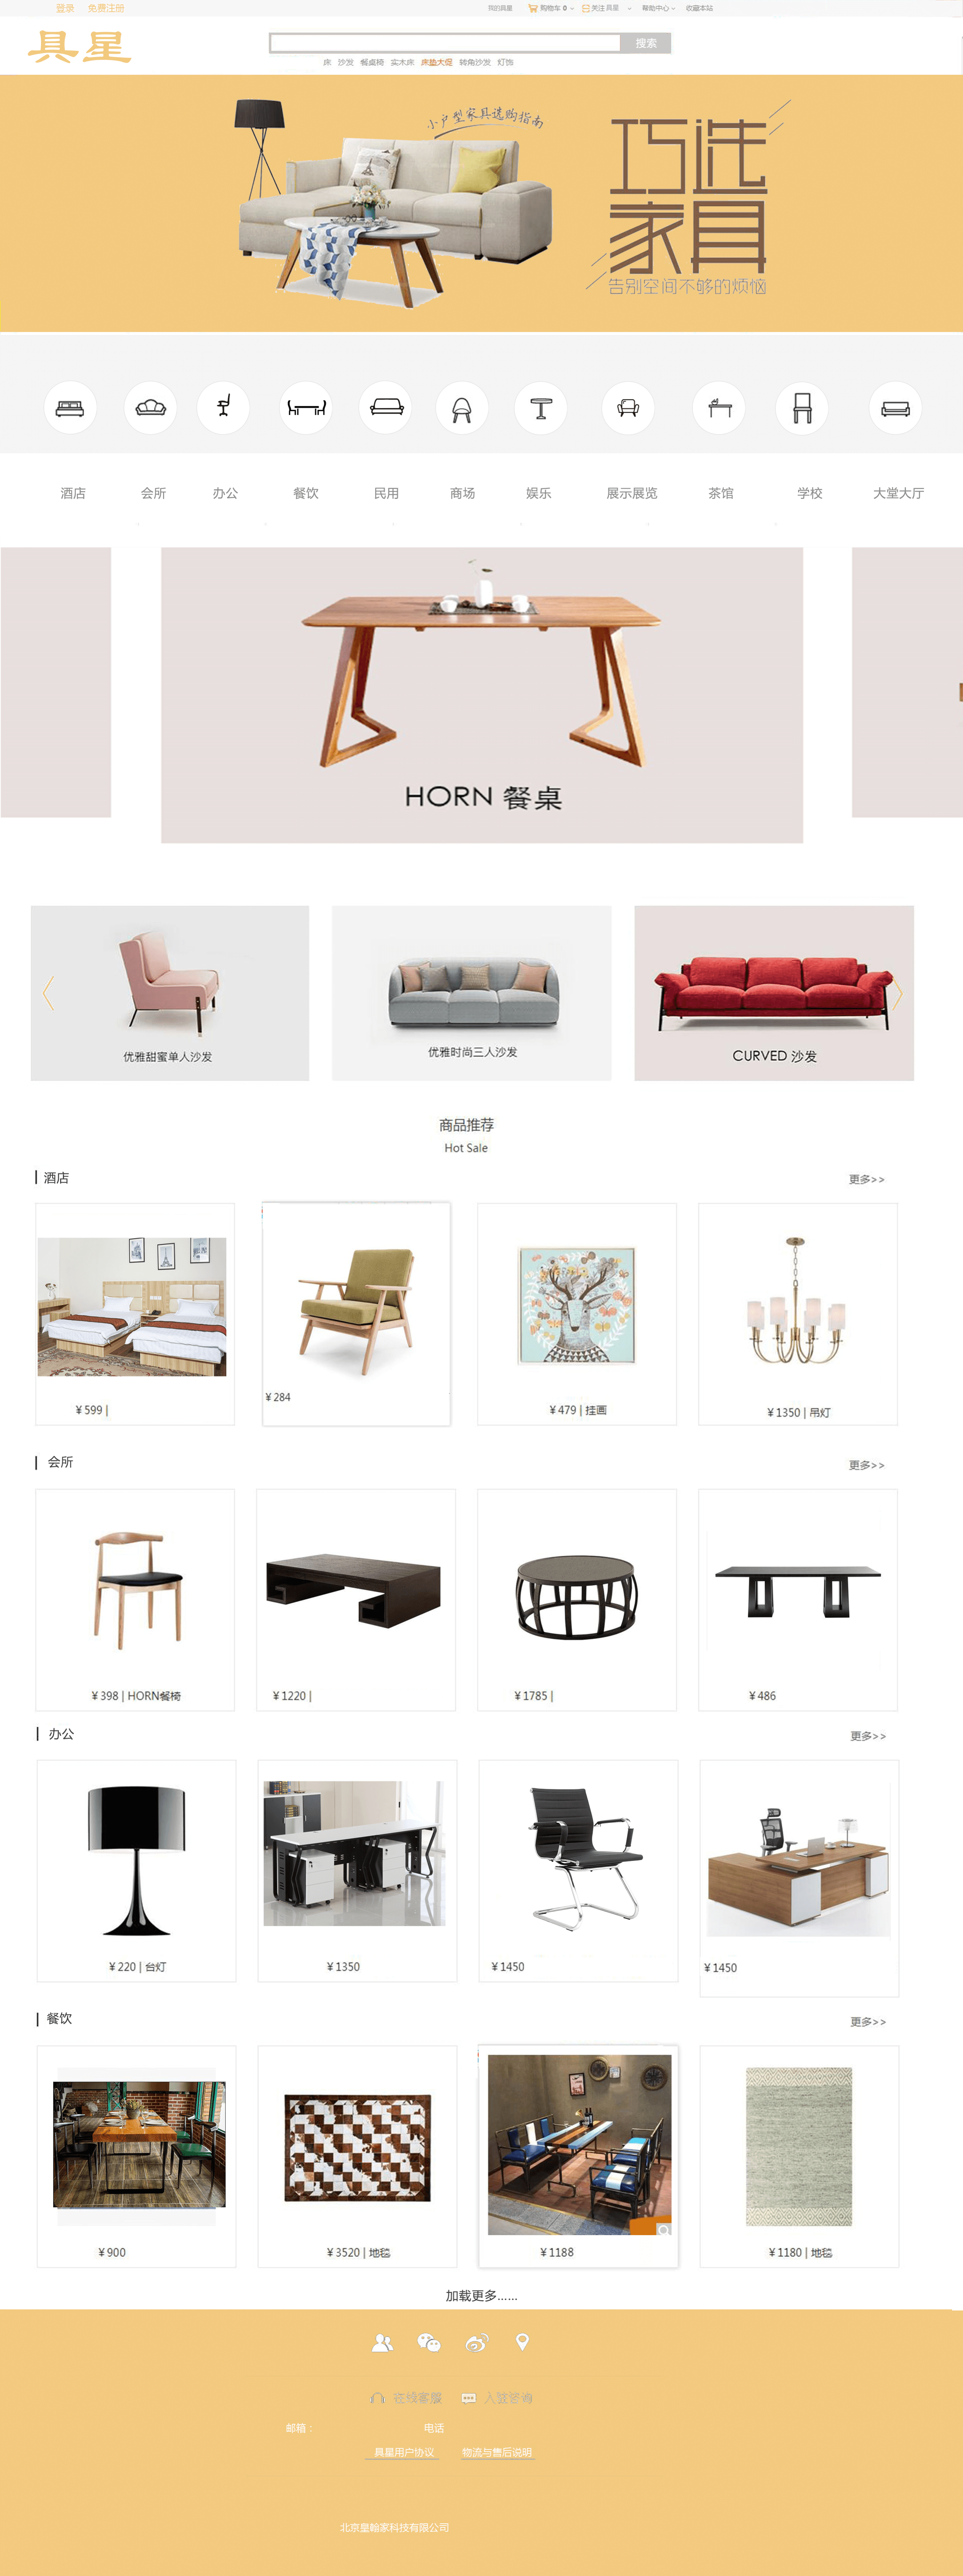 登录 免费注册 我的具星 购物车 0 关注具星 帮助中心 收藏本站
具星
搜索
床 沙发 餐桌椅 实木床 床垫大促 转角沙发 灯饰
小户型家具选购指南
巧选
家具
告别空间不够的烦恼
酒店 会所 办公 餐饮 民用 商场 娱乐 展示展览 茶馆 学校 大堂大厅
HORN 餐桌
优雅甜蜜单人沙发 优雅时尚三人沙发 CURVED 沙发
商品推荐
Hot Sale
酒店 更多>>
¥599 | ¥284 ¥479 | 挂画 ¥1350 | 吊灯
会所 更多>>
¥398 | HORN餐椅 ¥1220 | ¥1785 | ¥486
办公 更多>>
¥220 | 台灯 ¥1350 ¥1450 ¥1450
餐饮 更多>>
¥900 ¥3520 | 地毯 ¥1188 ¥1180 | 地毯
加载更多......
在线客服 入驻咨询
邮箱： 电话
具星用户协议 物流与售后说明
北京皇翰家科技有限公司